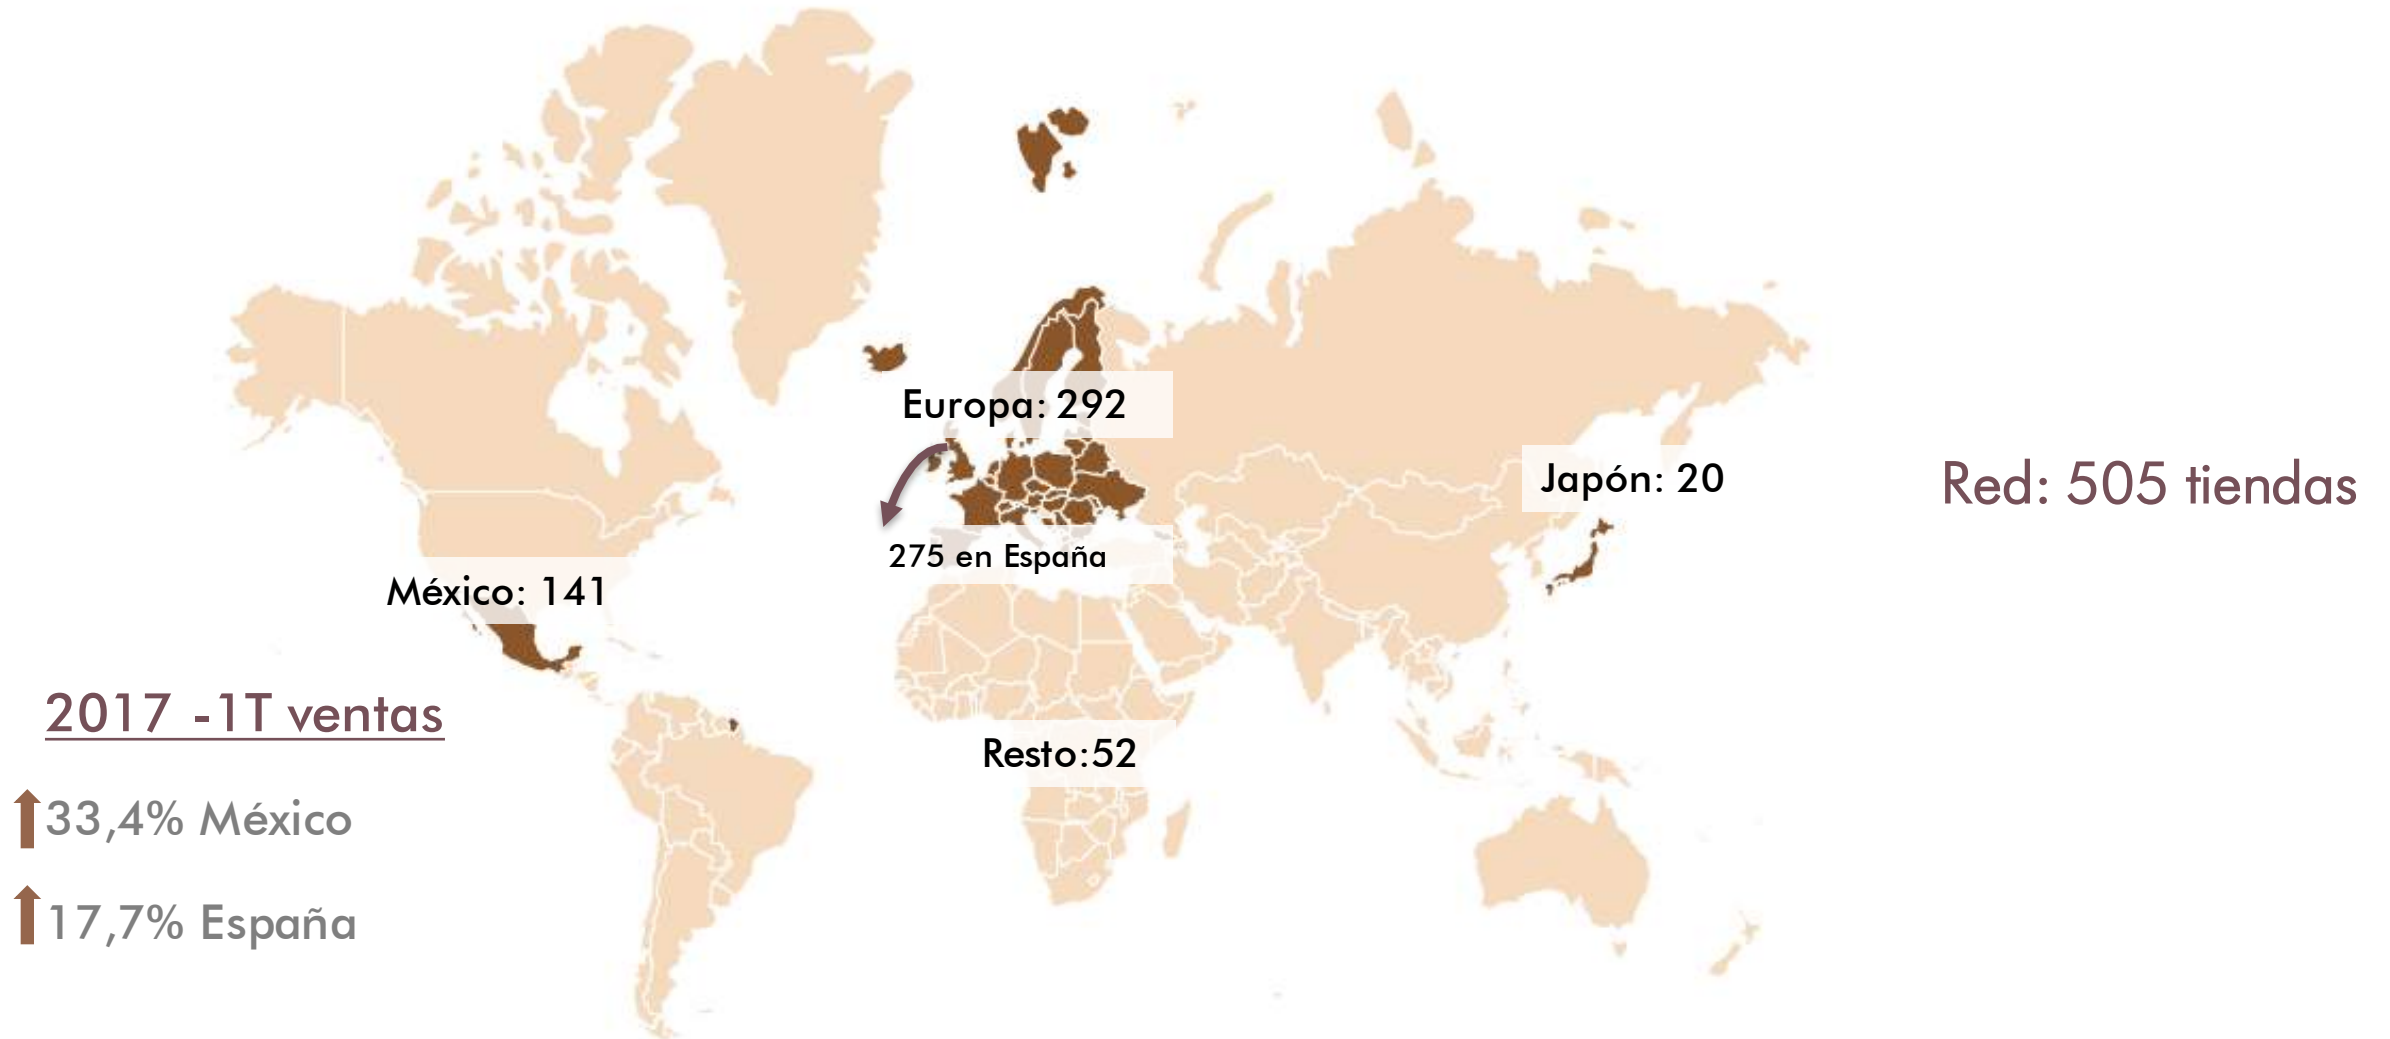 Europa: 292
Japón: 20
Red: 505 tiendas
275 en España
México: 141
2017 -1T ventas
Resto:52
33,4% México
17,7% España